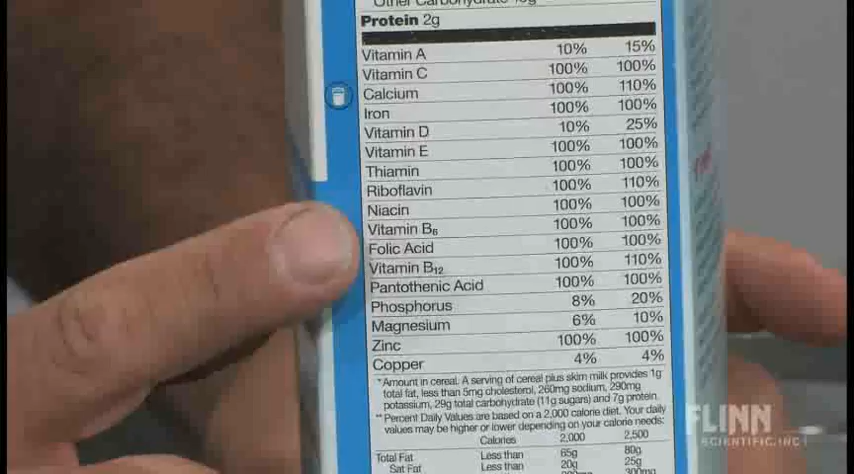 Other Carbohydrate
Protein 2g
Vitamin A 10% 15%
Vitamin C 100% 100%
Calcium 100% 110%
Iron 100% 100%
Vitamin D 10% 25%
Vitamin E 100% 100%
Thiamin 100% 100%
Riboflavin 100% 110%
Niacin 100% 100%
Vitamin B6 100% 100%
Folic Acid 100% 100%
Vitamin B12 100% 110%
Pantothenic Acid 100% 100%
Phosphorus 8% 20%
Magnesium 6% 10%
Zinc 100% 100%
Copper 4% 4%
*Amount in cereal. A serving of cereal plus skim milk provides 1g
total fat, less than 5mg cholesterol, 260mg sodium, 290mg
potassium, 29g total carbohydrate (11g sugars) and 7g protein.
**Percent Daily Values are based on a 2,000 calorie diet. Your daily
values may be higher or lower depending on your calorie needs:
Calories 2,000 2,500
Total Fat Less than 65g 80g
Sat Fat Less than 20g 25g
300mg
FLINN
SCIENTIFIC, INC.